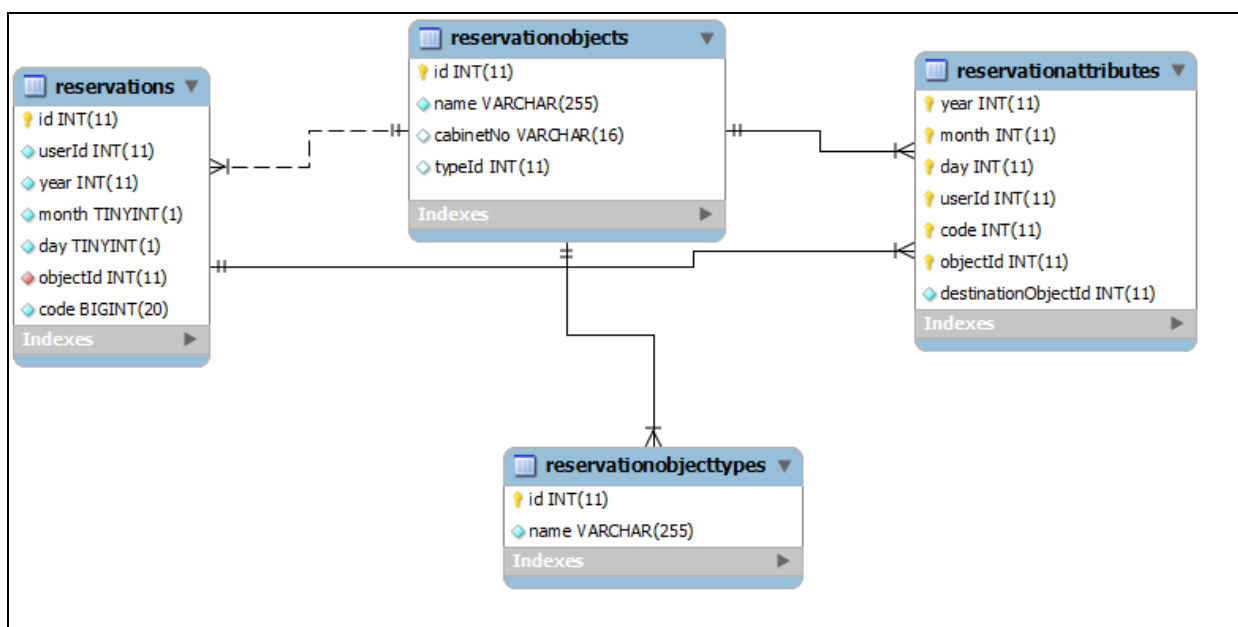 reservationobjects
id INT(11)
name VARCHAR(255)
cabinetNo VARCHAR(16)
typeId INT(11)
Indexes
reservations
id INT(11)
userId INT(11)
year INT(11)
month TINYINT(1)
day TINYINT(1)
objectId INT(11)
code BIGINT(20)
Indexes
reservationattributes
year INT(11)
month INT(11)
day INT(11)
userId INT(11)
code INT(11)
objectId INT(11)
destinationObjectId INT(11)
Indexes
reservationobjecttypes
id INT(11)
name VARCHAR(255)
Indexes